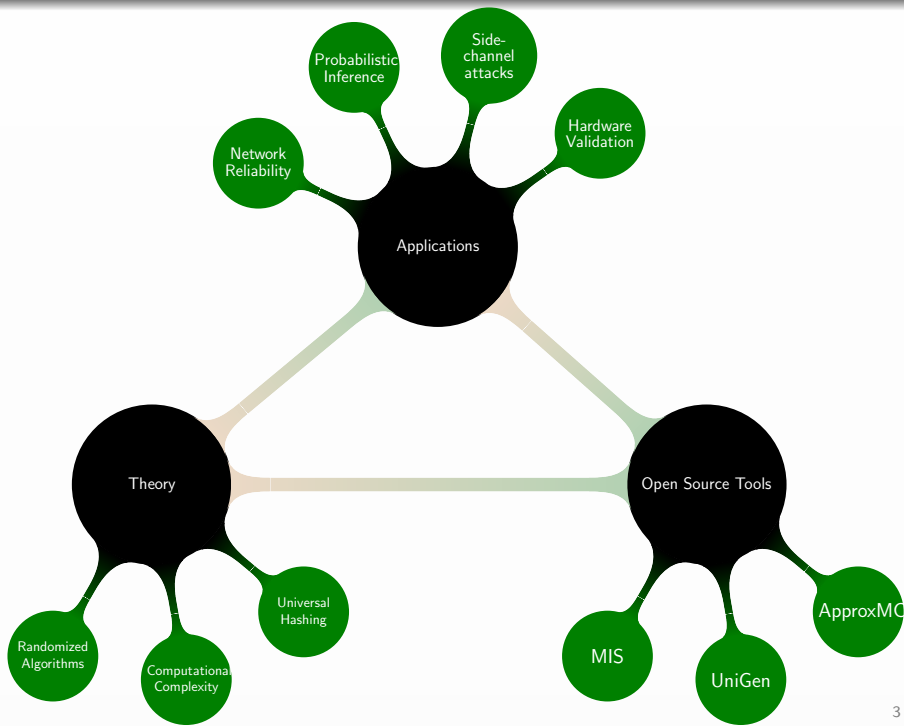 Side-
channel
attacks
Probabilistic
Inference
Hardware
Validation
Network
Reliability
Applications
Theory
Open Source Tools
Universal
Hashing
ApproxMC
Randomized
Algorithms
Computational
Complexity
MIS
UniGen
3